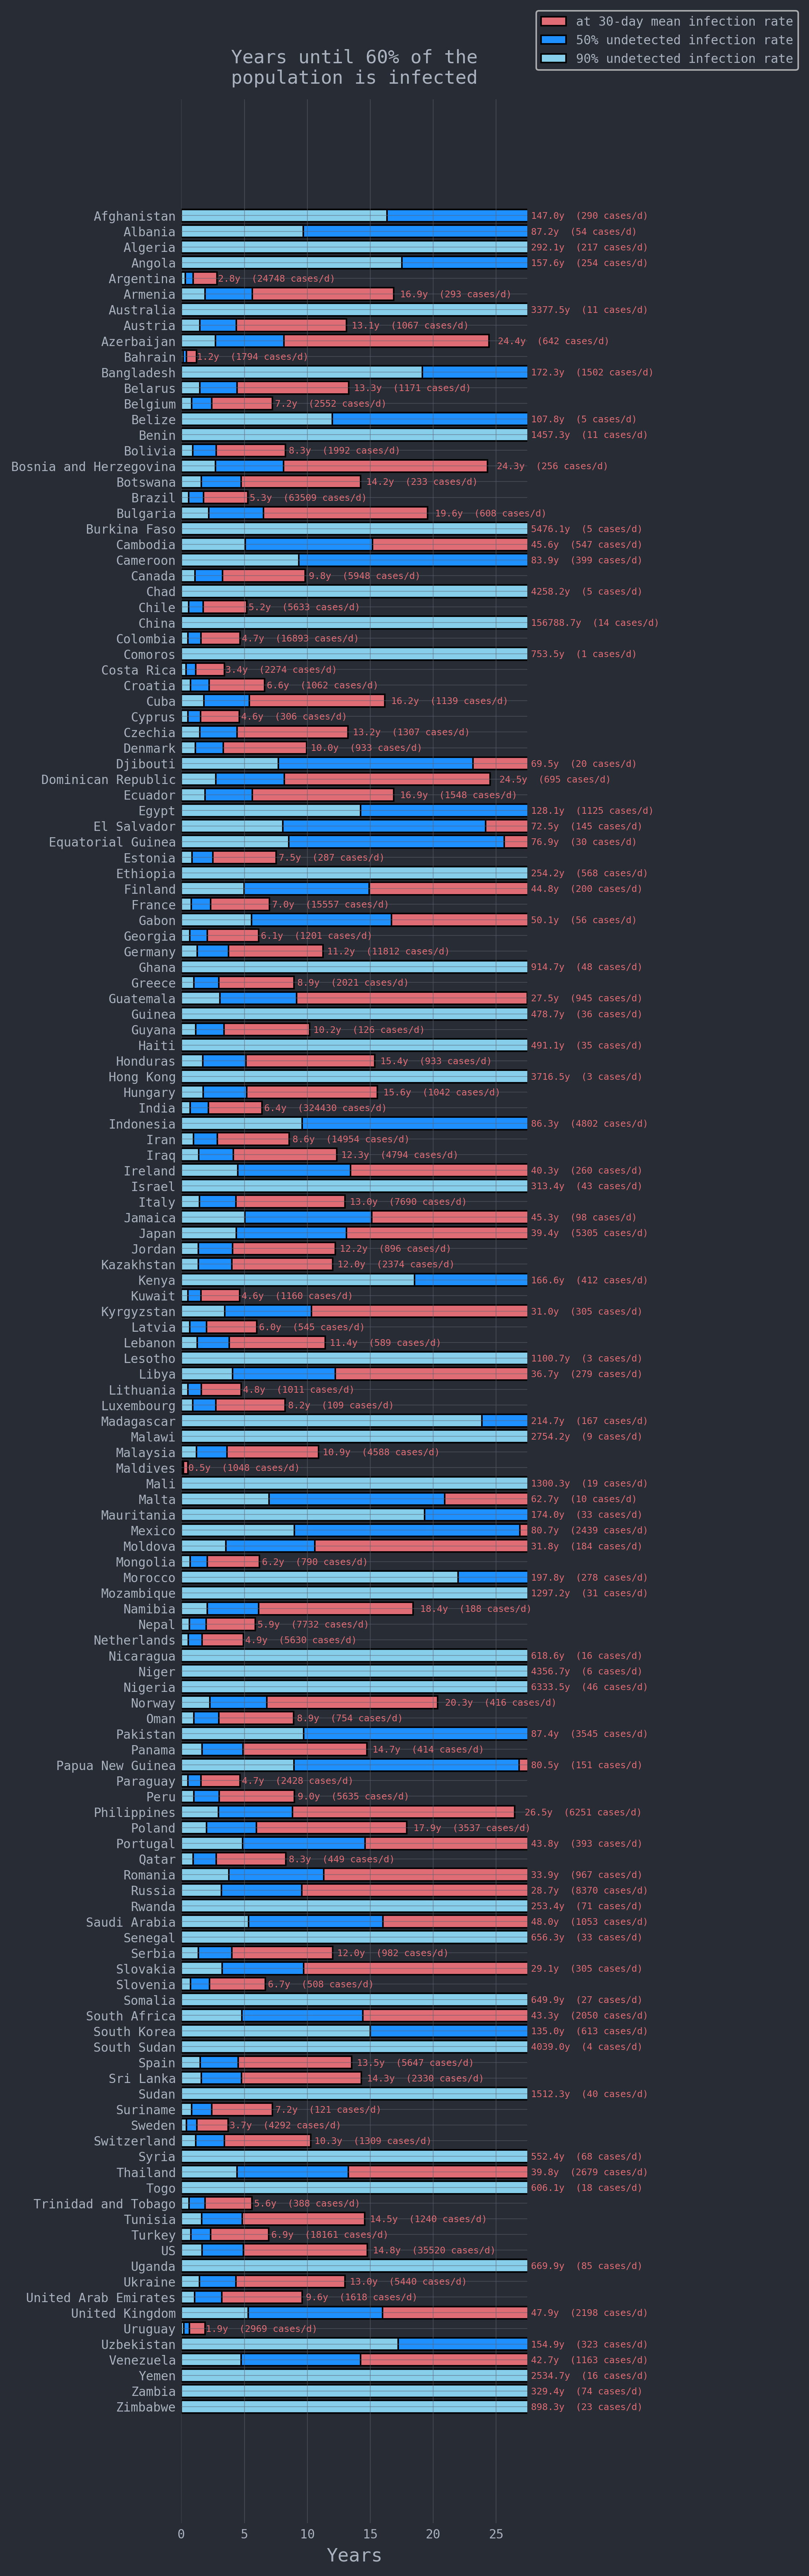 at 30-day mean infection rate
50% undetected infection rate
90% undetected infection rate
Years until 60% of the
population is infected
Afghanistan 147.0y (290 cases/d)
Albania 87.2y (54 cases/d)
Algeria 292.1y (217 cases/d)
Angola 157.6y (254 cases/d)
Argentina 2.8y (24748 cases/d)
Armenia 16.9y (293 cases/d)
Australia 3377.5y (11 cases/d)
Austria 13.1y (1067 cases/d)
Azerbaijan 24.4y (642 cases/d)
Bahrain 1.2y (1794 cases/d)
Bangladesh 172.3y (1502 cases/d)
Belarus 13.3y (1171 cases/d)
Belgium 7.2y (2552 cases/d)
Belize 107.8y (5 cases/d)
Benin 1457.3y (11 cases/d)
Bolivia 8.3y (1992 cases/d)
Bosnia and Herzegovina 24.3y (256 cases/d)
Botswana 14.2y (233 cases/d)
Brazil 5.3y (63509 cases/d)
Bulgaria 19.6y (608 cases/d)
Burkina Faso 5476.1y (5 cases/d)
Cambodia 45.6y (547 cases/d)
Cameroon 83.9y (399 cases/d)
Canada 9.8y (5948 cases/d)
Chad 4258.2y (5 cases/d)
Chile 5.2y (5633 cases/d)
China 156788.7y (14 cases/d)
Colombia 4.7y (16893 cases/d)
Comoros 753.5y (1 cases/d)
Costa Rica 3.4y (2274 cases/d)
Croatia 6.6y (1062 cases/d)
Cuba 16.2y (1139 cases/d)
Cyprus 4.6y (306 cases/d)
Czechia 13.2y (1307 cases/d)
Denmark 10.0y (933 cases/d)
Djibouti 69.5y (20 cases/d)
Dominican Republic 24.5y (695 cases/d)
Ecuador 16.9y (1548 cases/d)
Egypt 128.1y (1125 cases/d)
El Salvador 72.5y (145 cases/d)
Equatorial Guinea 76.9y (30 cases/d)
Estonia 7.5y (287 cases/d)
Ethiopia 254.2y (568 cases/d)
Finland 44.8y (200 cases/d)
France 7.0y (15557 cases/d)
Gabon 50.1y (56 cases/d)
Georgia 6.1y (1201 cases/d)
Germany 11.2y (11812 cases/d)
Ghana 914.7y (48 cases/d)
Greece 8.9y (2021 cases/d)
Guatemala 27.5y (945 cases/d)
Guinea 478.7y (36 cases/d)
Guyana 10.2y (126 cases/d)
Haiti 491.1y (35 cases/d)
Honduras 15.4y (933 cases/d)
Hong Kong 3716.5y (3 cases/d)
Hungary 15.6y (1042 cases/d)
India 6.4y (324430 cases/d)
Indonesia 86.3y (4802 cases/d)
Iran 8.6y (14954 cases/d)
Iraq 12.3y (4794 cases/d)
Ireland 40.3y (260 cases/d)
Israel 313.4y (43 cases/d)
Italy 13.0y (7690 cases/d)
Jamaica 45.3y (98 cases/d)
Japan 39.4y (5305 cases/d)
Jordan 12.2y (896 cases/d)
Kazakhstan 12.0y (2374 cases/d)
Kenya 166.6y (412 cases/d)
Kuwait 4.6y (1160 cases/d)
Kyrgyzstan 31.0y (305 cases/d)
Latvia 6.0y (545 cases/d)
Lebanon 11.4y (589 cases/d)
Lesotho 1100.7y (3 cases/d)
Libya 36.7y (279 cases/d)
Lithuania 4.8y (1011 cases/d)
Luxembourg 8.2y (109 cases/d)
Madagascar 214.7y (167 cases/d)
Malawi 2754.2y (9 cases/d)
Malaysia 10.9y (4588 cases/d)
Maldives 0.5y (1048 cases/d)
Mali 1300.3y (19 cases/d)
Malta 62.7y (10 cases/d)
Mauritania 174.0y (33 cases/d)
Mexico 80.7y (2439 cases/d)
Moldova 31.8y (184 cases/d)
Mongolia 6.2y (790 cases/d)
Morocco 197.8y (278 cases/d)
Mozambique 1297.2y (31 cases/d)
Namibia 18.4y (188 cases/d)
Nepal 5.9y (7732 cases/d)
Netherlands 4.9y (5630 cases/d)
Nicaragua 618.6y (16 cases/d)
Niger 4356.7y (6 cases/d)
Nigeria 6333.5y (46 cases/d)
Norway 20.3y (416 cases/d)
Oman 8.9y (754 cases/d)
Pakistan 87.4y (3545 cases/d)
Panama 14.7y (414 cases/d)
Papua New Guinea 80.5y (151 cases/d)
Paraguay 4.7y (2428 cases/d)
Peru 9.0y (5635 cases/d)
Philippines 26.5y (6251 cases/d)
Poland 17.9y (3537 cases/d)
Portugal 43.8y (393 cases/d)
Qatar 8.3y (449 cases/d)
Romania 33.9y (967 cases/d)
Russia 28.7y (8370 cases/d)
Rwanda 253.4y (71 cases/d)
Saudi Arabia 48.0y (1053 cases/d)
Senegal 656.3y (33 cases/d)
Serbia 12.0y (982 cases/d)
Slovakia 29.1y (305 cases/d)
Slovenia 6.7y (508 cases/d)
Somalia 649.9y (27 cases/d)
South Africa 43.3y (2050 cases/d)
South Korea 135.0y (613 cases/d)
South Sudan 4039.0y (4 cases/d)
Spain 13.5y (5647 cases/d)
Sri Lanka 14.3y (2330 cases/d)
Sudan 1512.3y (40 cases/d)
Suriname 7.2y (121 cases/d)
Sweden 3.7y (4292 cases/d)
Switzerland 10.3y (1309 cases/d)
Syria 552.4y (68 cases/d)
Thailand 39.8y (2679 cases/d)
Togo 606.1y (18 cases/d)
Trinidad and Tobago 5.6y (388 cases/d)
Tunisia 14.5y (1240 cases/d)
Turkey 6.9y (18161 cases/d)
US 14.8y (35520 cases/d)
Uganda 669.9y (85 cases/d)
Ukraine 13.0y (5440 cases/d)
United Arab Emirates 9.6y (1618 cases/d)
United Kingdom 47.9y (2198 cases/d)
Uruguay 1.9y (2969 cases/d)
Uzbekistan 154.9y (323 cases/d)
Venezuela 42.7y (1163 cases/d)
Yemen 2534.7y (16 cases/d)
Zambia 329.4y (74 cases/d)
Zimbabwe 898.3y (23 cases/d)
0 5 10 15 20 25
Years